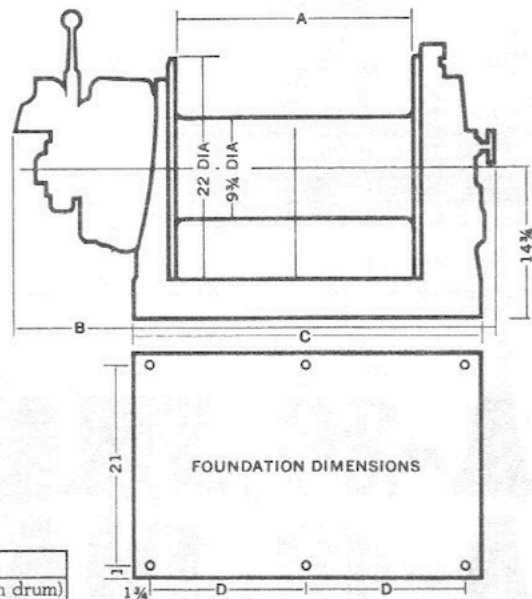 A
22 DIA
9¾ DIA
14¾
B
C
21
FOUNDATION DIMENSIONS
1
1¾
D
D
drum)